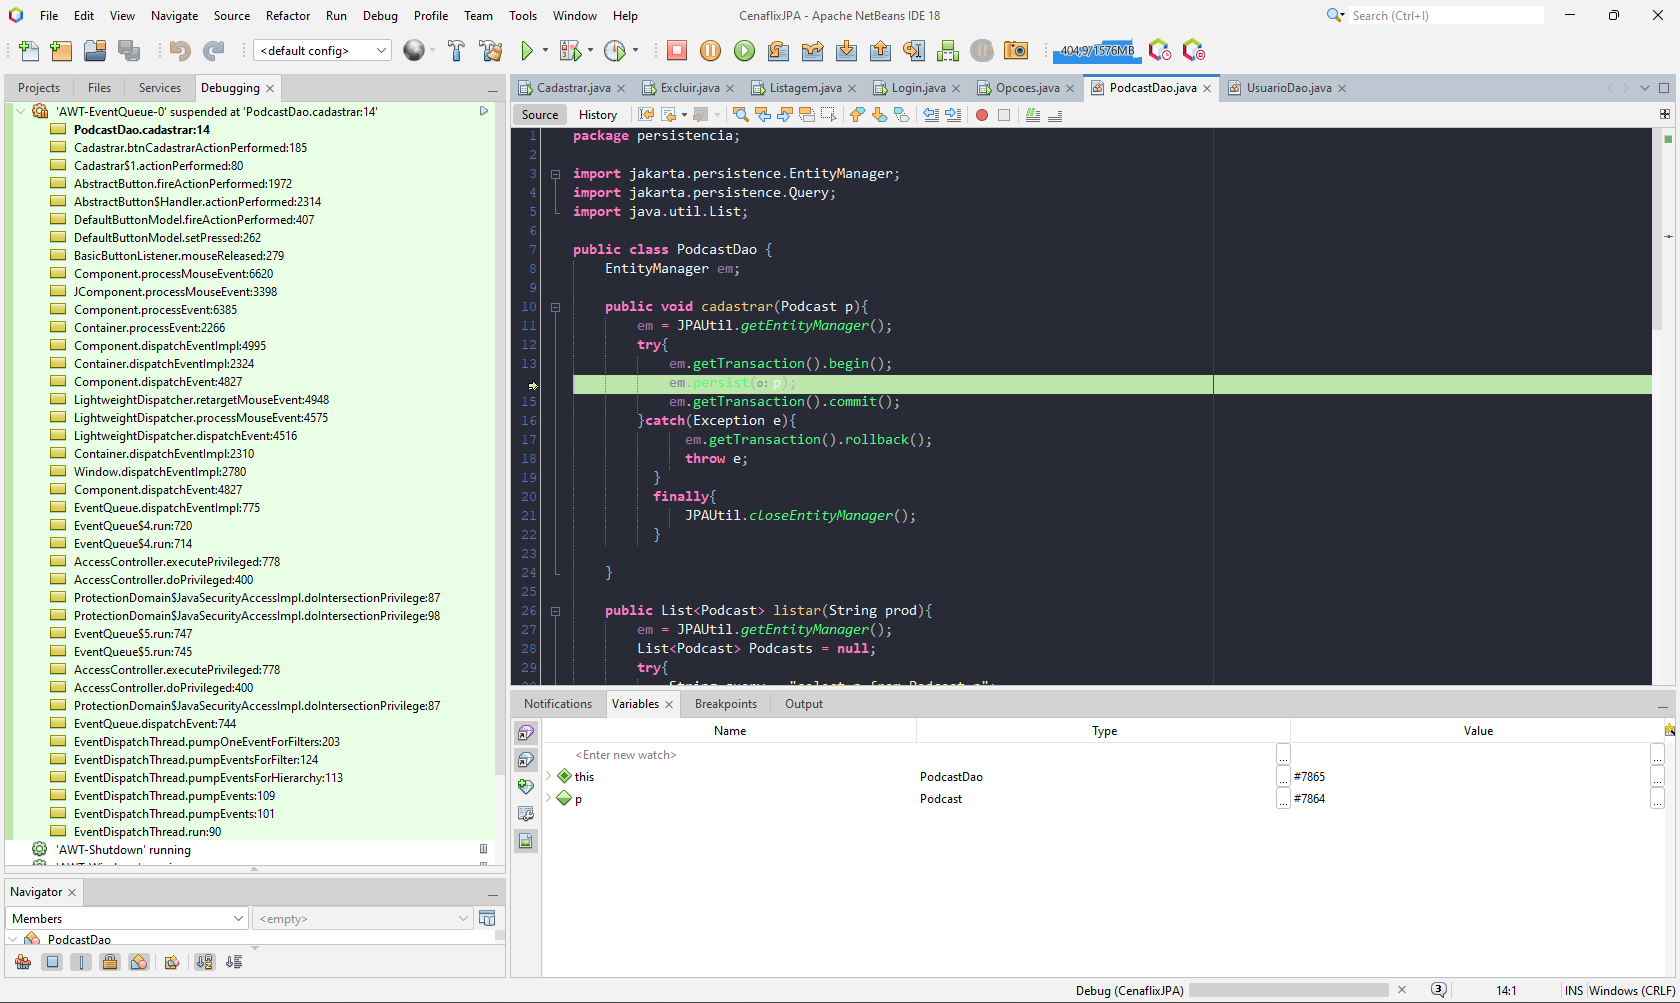 File Edit View Navigate Source Refactor Run Debug Profile Team Tools Window Help
CenaflixJPA - Apache NetBeans IDE 18
Search (Ctrl+I)
<default config>
404,9/1576MB
Projects Files Services Debugging
Cadastrar.java Excluir.java Listagem.java Login.java Opcoes.java PodcastDao.java UsuarioDao.java
Source History
'AWT-EventQueue-0' suspended at 'PodcastDao.cadastrar:14'
PodcastDao.cadastrar:14
Cadastrar.btnCadastrarActionPerformed:185
Cadastrar$1.actionPerformed:80
AbstractButton.fireActionPerformed:1972
AbstractButton$Handler.actionPerformed:2314
DefaultButtonModel.fireActionPerformed:407
DefaultButtonModel.setPressed:262
BasicButtonListener.mouseReleased:279
Component.processMouseEvent:6620
JComponent.processMouseEvent:3398
Component.processEvent:6385
Container.processEvent:2266
Component.dispatchEventImpl:4995
Container.dispatchEventImpl:2324
Component.dispatchEvent:4827
LightweightDispatcher.retargetMouseEvent:4948
LightweightDispatcher.processMouseEvent:4575
LightweightDispatcher.dispatchEvent:4516
Container.dispatchEventImpl:2310
Window.dispatchEventImpl:2780
Component.dispatchEvent:4827
EventQueue.dispatchEventImpl:775
EventQueue$4.run:720
EventQueue$4.run:714
AccessController.executePrivileged:778
AccessController.doPrivileged:400
ProtectionDomain$JavaSecurityAccessImpl.doIntersectionPrivilege:87
ProtectionDomain$JavaSecurityAccessImpl.doIntersectionPrivilege:98
EventQueue$5.run:747
EventQueue$5.run:745
AccessController.executePrivileged:778
AccessController.doPrivileged:400
ProtectionDomain$JavaSecurityAccessImpl.doIntersectionPrivilege:87
EventQueue.dispatchEvent:744
EventDispatchThread.pumpOneEventForFilters:203
EventDispatchThread.pumpEventsForFilter:124
EventDispatchThread.pumpEventsForHierarchy:113
EventDispatchThread.pumpEvents:109
EventDispatchThread.pumpEvents:101
EventDispatchThread.run:90
'AWT-Shutdown' running
1 package persistencia;
2
3 import jakarta.persistence.EntityManager;
4 import jakarta.persistence.Query;
5 import java.util.List;
6
7 public class PodcastDao {
8 EntityManager em;
9
10 public void cadastrar(Podcast p){
11 em = JPAUtil.getEntityManager();
12 try{
13 em.getTransaction().begin();
em.persist(o: p);
15 em.getTransaction().commit();
16 }catch(Exception e){
17 em.getTransaction().rollback();
18 throw e;
19 }
20 finally{
21 JPAUtil.closeEntityManager();
22 }
23
24 }
25
26 public List<Podcast> listar(String prod){
27 em = JPAUtil.getEntityManager();
28 List<Podcast> Podcasts = null;
29 try{
Navigator
Members <empty>
PodcastDao
Notifications Variables Breakpoints Output
Name Type Value
<Enter new watch>
this PodcastDao #7865
p Podcast #7864
Debug (CenaflixJPA) 3 14:1 INS Windows (CRLF)